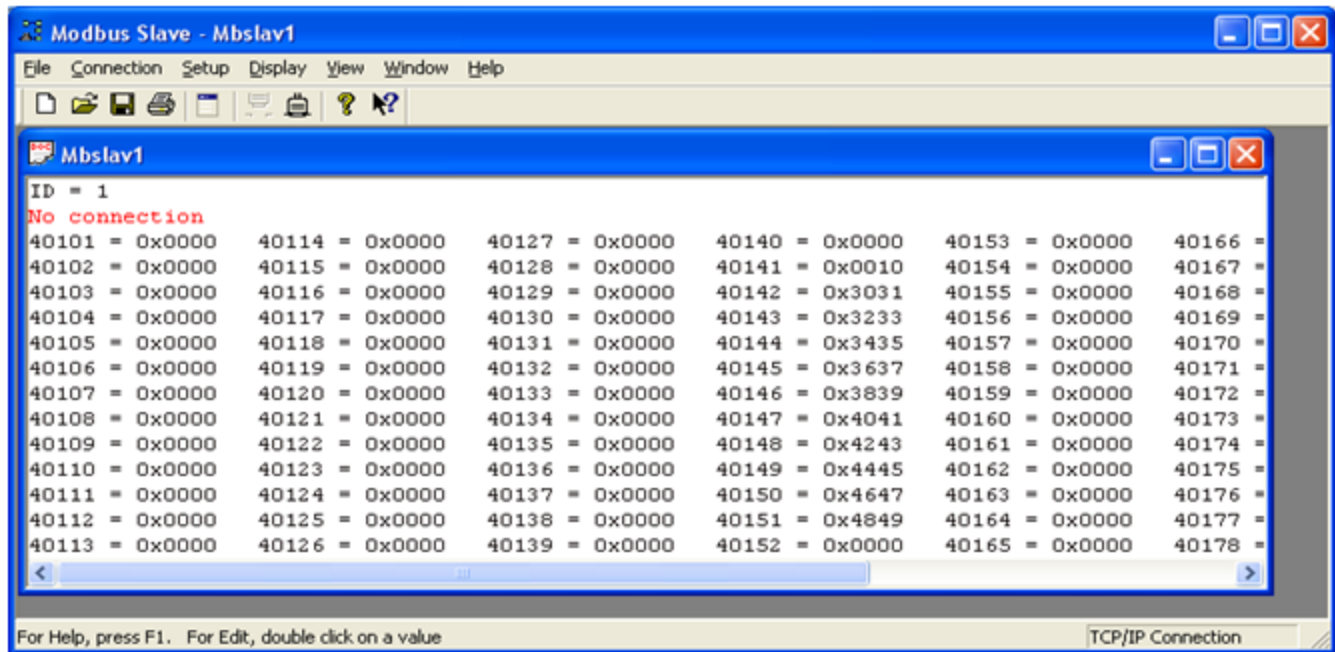 Modbus Slave - Mbslav1
File Connection Setup Display View Window Help
Mbslav1
ID = 1
No connection
40101 = 0x0000 40114 = 0x0000 40127 = 0x0000 40140 = 0x0000 40153 = 0x0000 40166 =
40102 = 0x0000 40115 = 0x0000 40128 = 0x0000 40141 = 0x0010 40154 = 0x0000 40167 =
40103 = 0x0000 40116 = 0x0000 40129 = 0x0000 40142 = 0x3031 40155 = 0x0000 40168 =
40104 = 0x0000 40117 = 0x0000 40130 = 0x0000 40143 = 0x3233 40156 = 0x0000 40169 =
40105 = 0x0000 40118 = 0x0000 40131 = 0x0000 40144 = 0x3435 40157 = 0x0000 40170 =
40106 = 0x0000 40119 = 0x0000 40132 = 0x0000 40145 = 0x3637 40158 = 0x0000 40171 =
40107 = 0x0000 40120 = 0x0000 40133 = 0x0000 40146 = 0x3839 40159 = 0x0000 40172 =
40108 = 0x0000 40121 = 0x0000 40134 = 0x0000 40147 = 0x4041 40160 = 0x0000 40173 =
40109 = 0x0000 40122 = 0x0000 40135 = 0x0000 40148 = 0x4243 40161 = 0x0000 40174 =
40110 = 0x0000 40123 = 0x0000 40136 = 0x0000 40149 = 0x4445 40162 = 0x0000 40175 =
40111 = 0x0000 40124 = 0x0000 40137 = 0x0000 40150 = 0x4647 40163 = 0x0000 40176 =
40112 = 0x0000 40125 = 0x0000 40138 = 0x0000 40151 = 0x4849 40164 = 0x0000 40177 =
40113 = 0x0000 40126 = 0x0000 40139 = 0x0000 40152 = 0x0000 40165 = 0x0000 40178 =
For Help, press F1. For Edit, double click on a value TCP/IP Connection